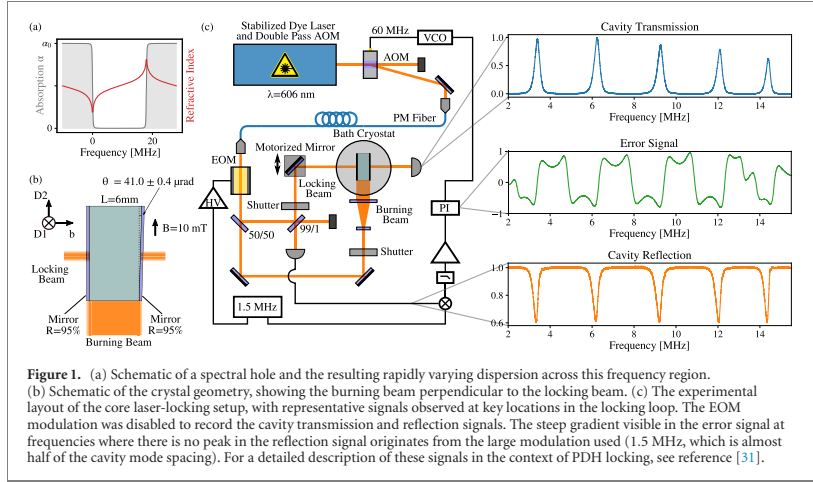 (a)
α₀
Absorption α
0
0
18
Frequency [MHz]
Refractive Index
(b)
θ = 41.0 ± 0.4 μrad
L=6mm
D2
D1
b
B=10 mT
Locking
Beam
Mirror
R=95%
Mirror
R=95%
Burning Beam
(c)
Stabilized Dye Laser
and Double Pass AOM
λ=606 nm
60 MHz
VCO
AOM
PM Fiber
Bath Cryostat
Motorized Mirror
EOM
Locking
Beam
HV
Shutter
Burning
Beam
50/50
99/1
Shutter
PI
1.5 MHz
Cavity Transmission
1.0
0.5
0.0
2 4 6 8 10 12 14
Frequency [MHz]
Error Signal
1
0
−1
2 4 6 8 10 12 14
Frequency [MHz]
Cavity Reflection
1.0
0.8
0.6
2 4 6 8 10 12 14
Frequency [MHz]
Figure 1. (a) Schematic of a spectral hole and the resulting rapidly varying dispersion across this frequency region.
(b) Schematic of the crystal geometry, showing the burning beam perpendicular to the locking beam. (c) The experimental
layout of the core laser-locking setup, with representative signals observed at key locations in the locking loop. The EOM
modulation was disabled to record the cavity transmission and reflection signals. The steep gradient visible in the error signal at
frequencies where there is no peak in the reflection signal originates from the large modulation used (1.5 MHz, which is almost
half of the cavity mode spacing). For a detailed description of these signals in the context of PDH locking, see reference [31].